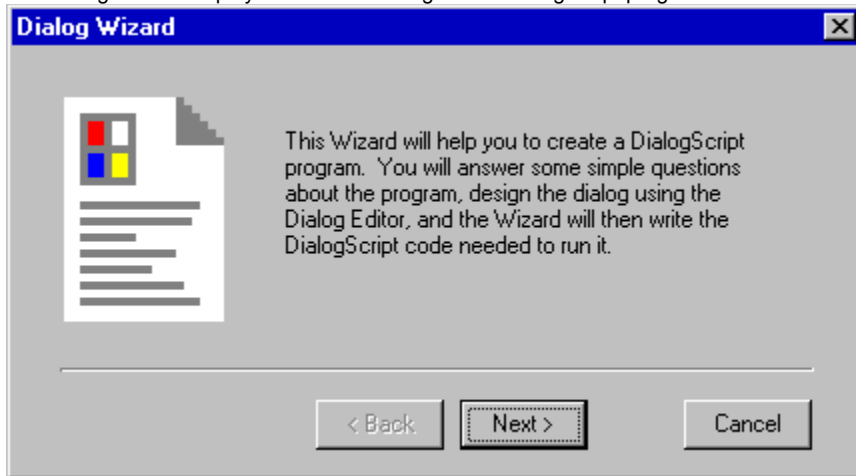 Dialog Wizard
This Wizard will help you to create a DialogScript
program. You will answer some simple questions
about the program, design the dialog using the
Dialog Editor, and the Wizard will then write the
DialogScript code needed to run it.
< Back
Next >
Cancel